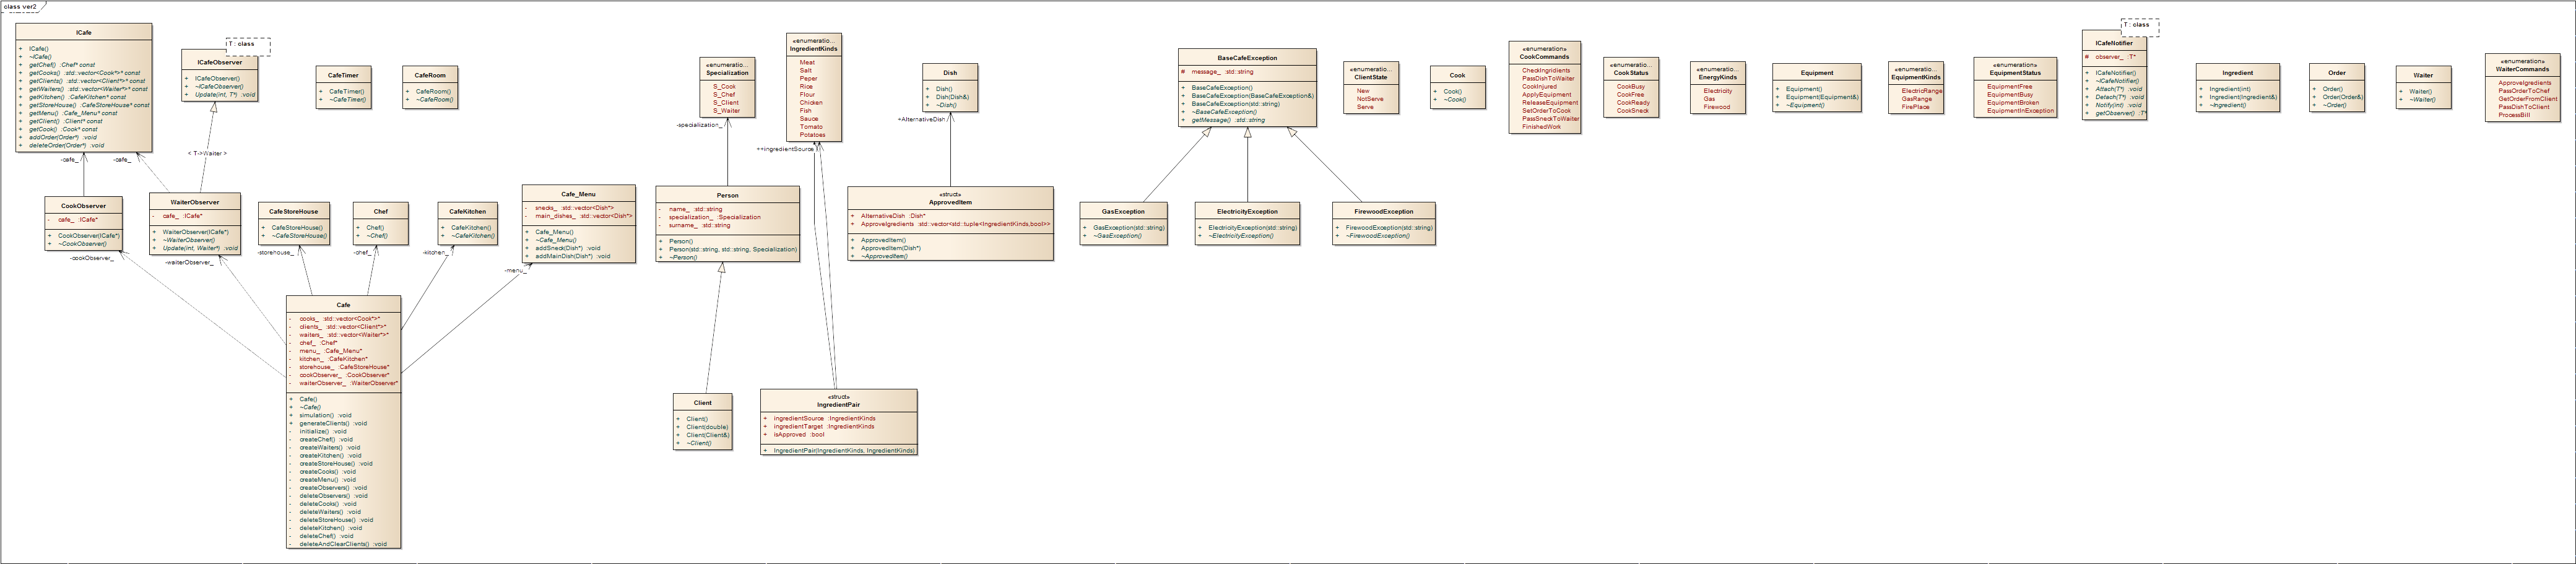 class ver2
ICafe
+ ICafe()
+ ~ICafe()
+ getChef() :Chef* const
+ getCooks() :std::vector<Cook*>* const
+ getClients() :std::vector<Client*>* const
+ getWaiters() :std::vector<Waiter*>* const
+ getKitchen() :CafeKitchen* const
+ getStoreHouse() :CafeStoreHouse* const
+ getMenu() :Cafe_Menu* const
+ getClient() :Client* const
+ getCook() :Cook* const
+ addOrder(Order*) :void
+ deleteOrder(Order*) :void
T : class
ICafeObserver
+ ICafeObserver()
+ ~ICafeObserver()
+ Update(int, T*) :void
CafeTimer
+ CafeTimer()
+ ~CafeTimer()
CafeRoom
+ CafeRoom()
+ ~CafeRoom()
«enumeratio...
Specialization
S_Cook
S_Chef
S_Client
S_Waiter
«enumeratio...
IngredientKinds
Meat
Salt
Peper
Rice
Flour
Chicken
Fish
Sauce
Tomato
Potatoes
Dish
+ Dish()
+ Dish(Dish&)
+ ~Dish()
BaseCafeException
# message_ :std::string
+ BaseCafeException()
+ BaseCafeException(BaseCafeException&)
+ BaseCafeException(std::string)
+ ~BaseCafeException()
+ getMessage() :std::string
«enumeratio...
ClientState
New
NotServe
Serve
Cook
+ Cook()
+ ~Cook()
«enumeration»
CookCommands
CheckIngridients
PassDishToWaiter
CookInjured
ApplyEquipment
ReleaseEquipment
SetOrderToCook
PassSneckToWaiter
FinishedWork
«enumeratio...
CookStatus
CookBusy
CookFree
CookReady
CookSneck
«enumeratio...
EnergyKinds
Electricity
Gas
Firewood
Equipment
+ Equipment()
+ Equipment(Equipment&)
+ ~Equipment()
«enumeratio...
EquipmentKinds
ElectricRange
GasRange
FirePlace
«enumeration»
EquipmentStatus
EquipmentFree
EquipmentBusy
EquipmentBroken
EquipmentInException
T : class
ICafeNotifier
# observer_ :T*
+ ICafeNotifier()
+ ~ICafeNotifier()
+ Attach(T*) :void
+ Detach(T*) :void
+ Notify(int) :void
+ getObserver() :T*
Ingredient
+ Ingredient(int)
+ Ingredient(Ingredient&)
+ ~Ingredient()
Order
+ Order()
+ Order(Order&)
+ ~Order()
Waiter
+ Waiter()
+ ~Waiter()
«enumeration»
WaiterCommands
ApproveIgredients
PassOrderToChef
GetOrderFromClient
PassDishToClient
ProcessBill
-cafe_
-cafe_
< T->Waiter >
-specialization_
++ingredientSource
+AlternativeDish
CookObserver
- cafe_ :ICafe*
+ CookObserver(ICafe*)
+ ~CookObserver()
WaiterObserver
- cafe_ :ICafe*
+ WaiterObserver(ICafe*)
+ ~WaiterObserver()
+ Update(int, Waiter*) :void
CafeStoreHouse
+ CafeStoreHouse()
+ ~CafeStoreHouse()
Chef
+ Chef()
+ ~Chef()
CafeKitchen
+ CafeKitchen()
+ ~CafeKitchen()
Cafe_Menu
- snecks_ :std::vector<Dish*>
- main_dishes_ :std::vector<Dish*>
+ Cafe_Menu()
+ ~Cafe_Menu()
+ addSneck(Dish*) :void
+ addMainDish(Dish*) :void
Person
- name_ :std::string
- specialization_ :Specialization
- surname_ :std::string
+ Person()
+ Person(std::string, std::string, Specialization)
+ ~Person()
«struct»
ApprovedItem
+ AlternativeDish :Dish*
+ ApproveIgredients :std::vector<std::tuple<IngredientKinds,bool>>
+ ApprovedItem()
+ ApprovedItem(Dish*)
+ ~ApprovedItem()
GasException
+ GasException(std::string)
+ ~GasException()
ElectricityException
+ ElectricityException(std::string)
+ ~ElectricityException()
FirewoodException
+ FirewoodException(std::string)
+ ~FirewoodException()
-cookObserver_
-waiterObserver_
-storehouse_
-chef_
-kitchen_
-menu_
Cafe
- cooks_ :std::vector<Cook*>*
- clients_ :std::vector<Client*>*
- waiters_ :std::vector<Waiter*>*
- chef_ :Chef*
- menu_ :Cafe_Menu*
- kitchen_ :CafeKitchen*
- storehouse_ :CafeStoreHouse*
- cookObserver_ :CookObserver*
- waiterObserver_ :WaiterObserver*
+ Cafe()
+ ~Cafe()
+ simulation() :void
+ generateClients() :void
- initialize() :void
- createChef() :void
- createWaiters() :void
- createKitchen() :void
- createStoreHouse() :void
- createCooks() :void
- createMenu() :void
- createObservers() :void
- deleteObservers() :void
- deleteCooks() :void
- deleteWaiters() :void
- deleteStoreHouse() :void
- deleteKitchen() :void
- deleteChef() :void
- deleteAndClearClients() :void
Client
+ Client()
+ Client(double)
+ Client(Client&)
+ ~Client()
«struct»
IngredientPair
+ ingredientSource :IngredientKinds
+ ingredientTarget :IngredientKinds
+ isApproved :bool
+ IngredientPair(IngredientKinds, IngredientKinds)